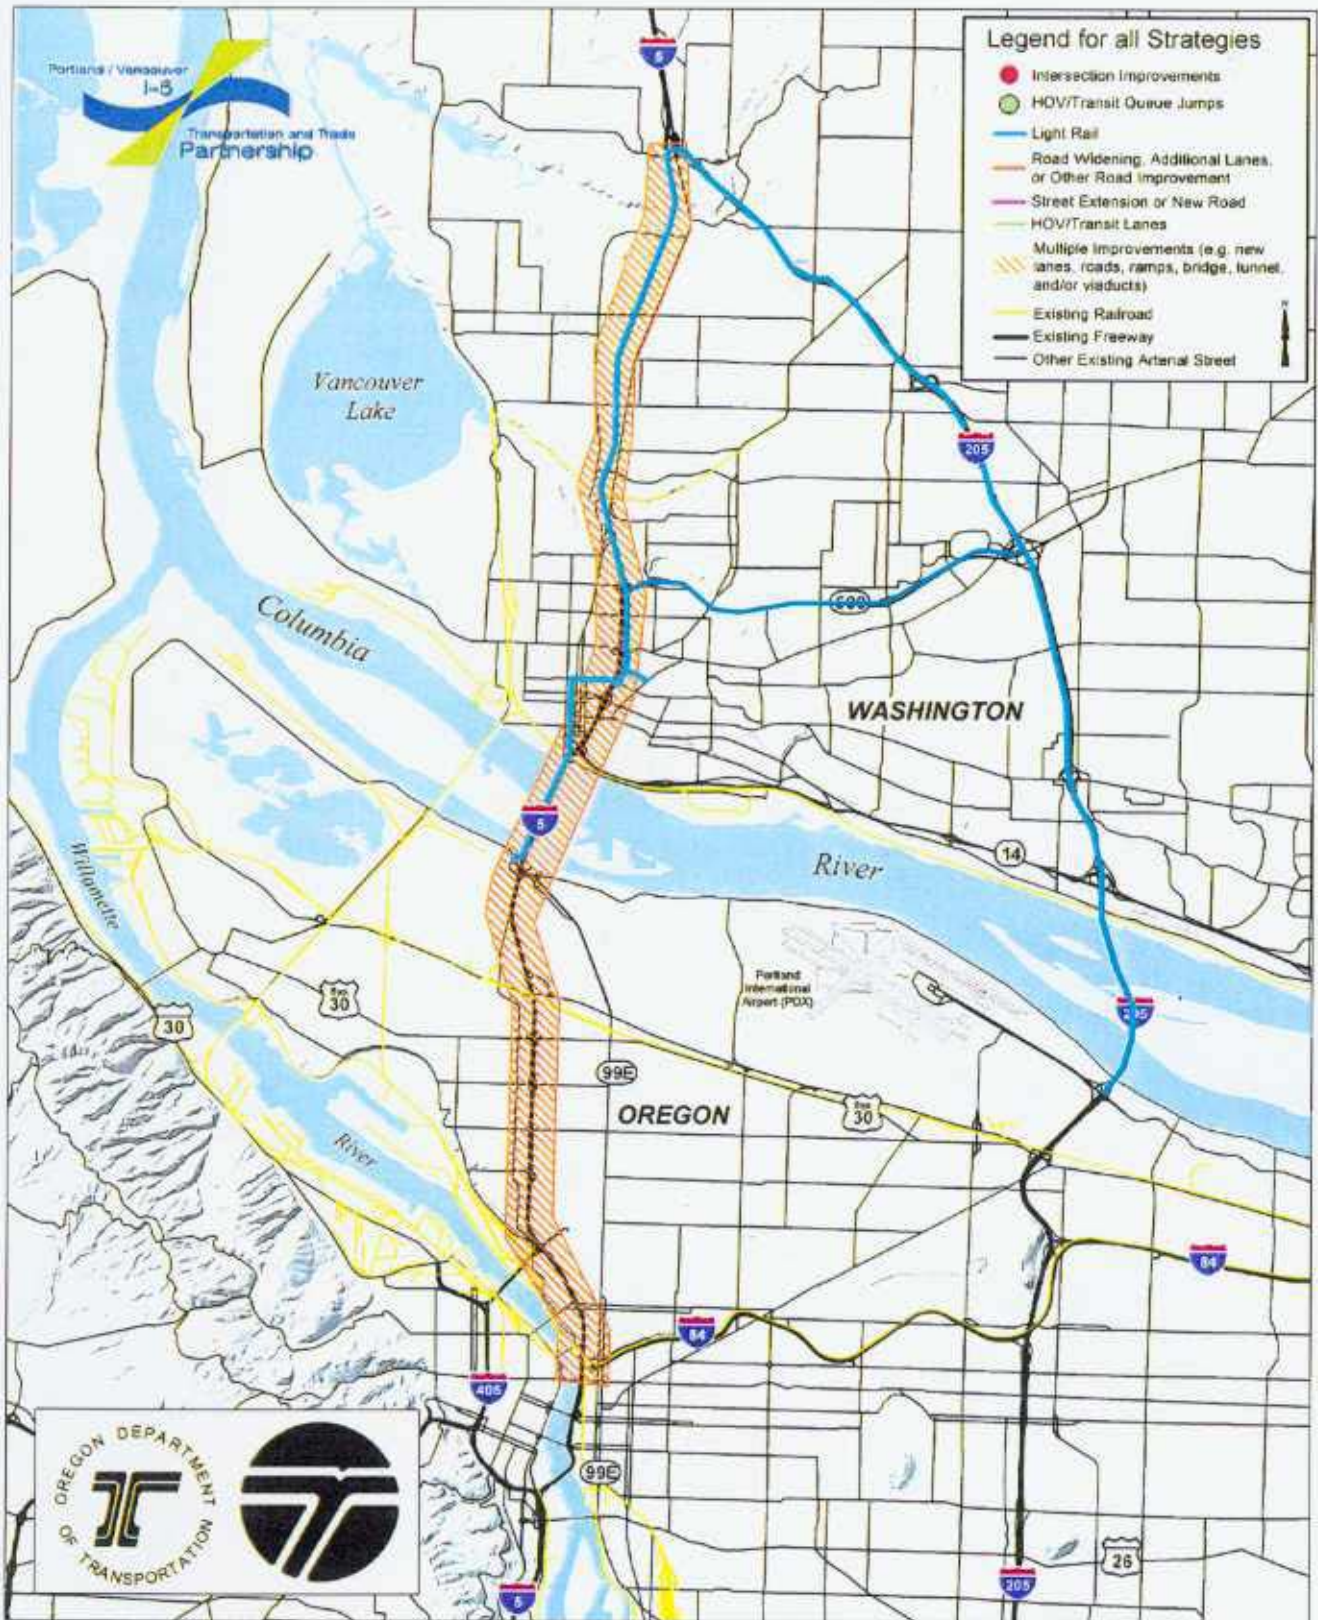 Portland / Vancouver
I-5
Transportation and Trade
Partnership
5
Legend for all Strategies
Intersection Improvements
HOV/Transit Queue Jumps
Light Rail
Road Widening, Additional Lanes,
or Other Road Improvement
Street Extension or New Road
HOV/Transit Lanes
Multiple Improvements (e.g. new
lanes, roads, ramps, bridge, tunnel,
and/or viaducts)
Existing Railroad
Existing Freeway
Other Existing Arterial Street
N
Vancouver
Lake
205
500
Columbia
WASHINGTON
5
14
River
Willamette
Portland
International
Airport (PDX)
Bus
30
30
205
99E
OREGON
Bus
30
River
84
84
405
OREGON DEPARTMENT
OF TRANSPORTATION
99E
26
5
205